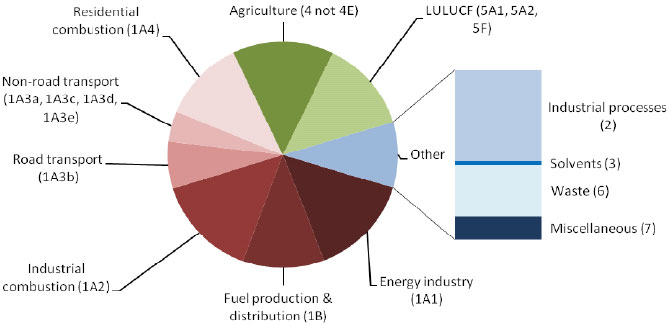 Residential
combustion (1A4)
Agriculture (4 not 4E)
LULUCF (5A1, 5A2,
5F)
Non-road transport
(1A3a, 1A3c, 1A3d,
1A3e)
Road transport
(1A3b)
Industrial
combustion (1A2)
Fuel production &
distribution (1B)
Energy industry
(1A1)
Other
Industrial processes
(2)
Solvents (3)
Waste (6)
Miscellaneous (7)